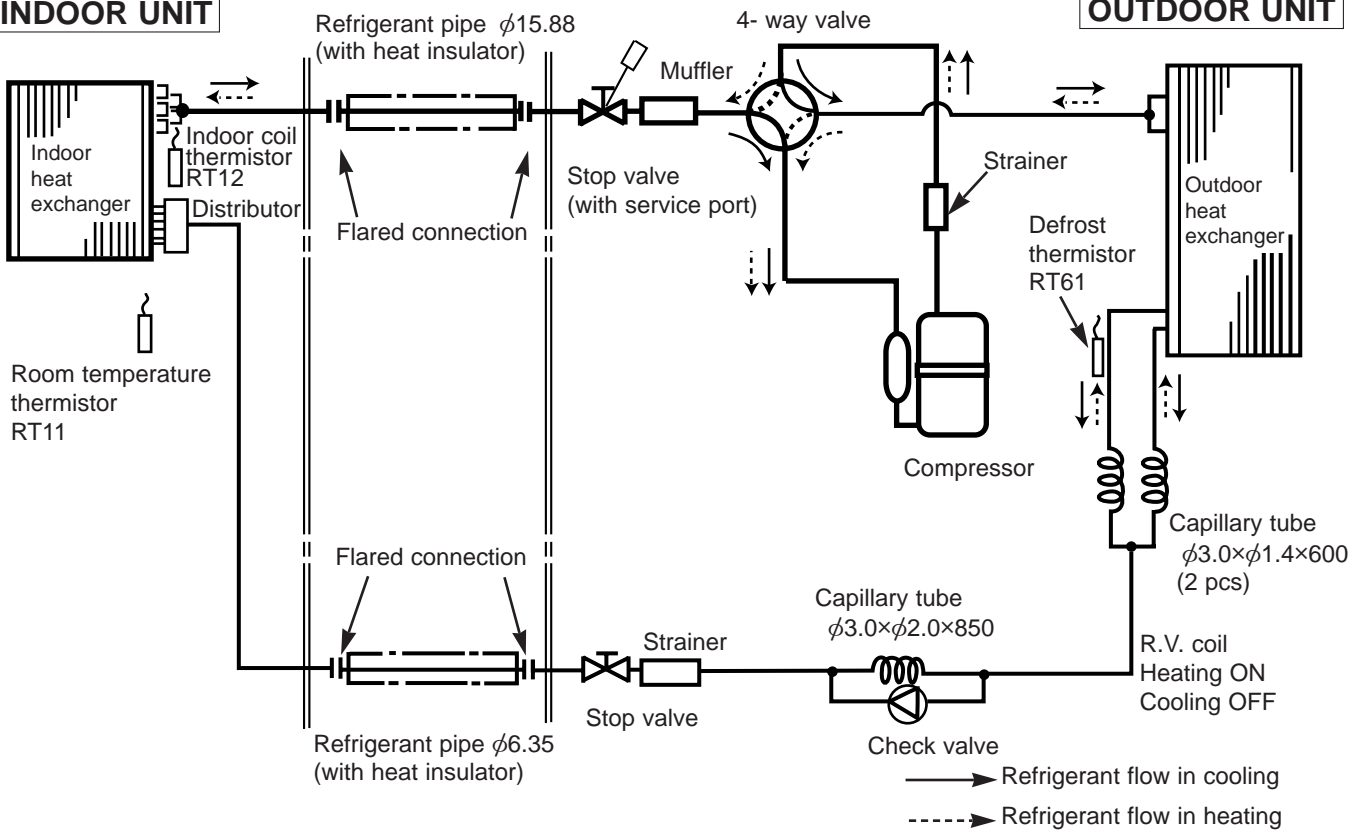 INDOOR UNIT
OUTDOOR UNIT
Refrigerant pipe ϕ15.88
(with heat insulator)
4- way valve
Muffler
Indoor
heat
exchanger
Indoor coil
thermistor
RT12
Distributor
Flared connection
Stop valve
(with service port)
Strainer
Outdoor
heat
exchanger
Defrost
thermistor
RT61
Room temperature
thermistor
RT11
Compressor
Capillary tube
ϕ3.0×ϕ1.4×600
(2 pcs)
Flared connection
Capillary tube
ϕ3.0×ϕ2.0×850
Strainer
R.V. coil
Heating ON
Cooling OFF
Stop valve
Check valve
Refrigerant pipe ϕ6.35
(with heat insulator)
Refrigerant flow in cooling
Refrigerant flow in heating